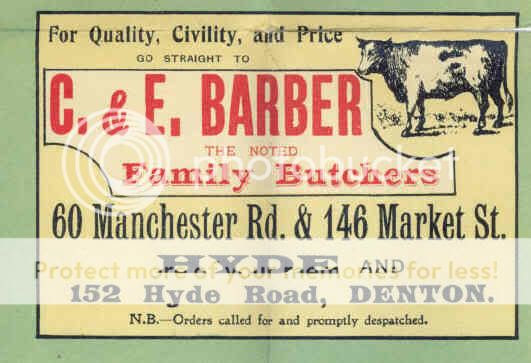 For Quality, Civility, and Price
GO STRAIGHT TO
C. & E. BARBER
THE NOTED
Family Butchers
60 Manchester Rd. & 146 Market St.
HYDE AND
Protect more of your memories for less!
152 Hyde Road, DENTON.
N.B.—Orders called for and promptly despatched.
photobucket